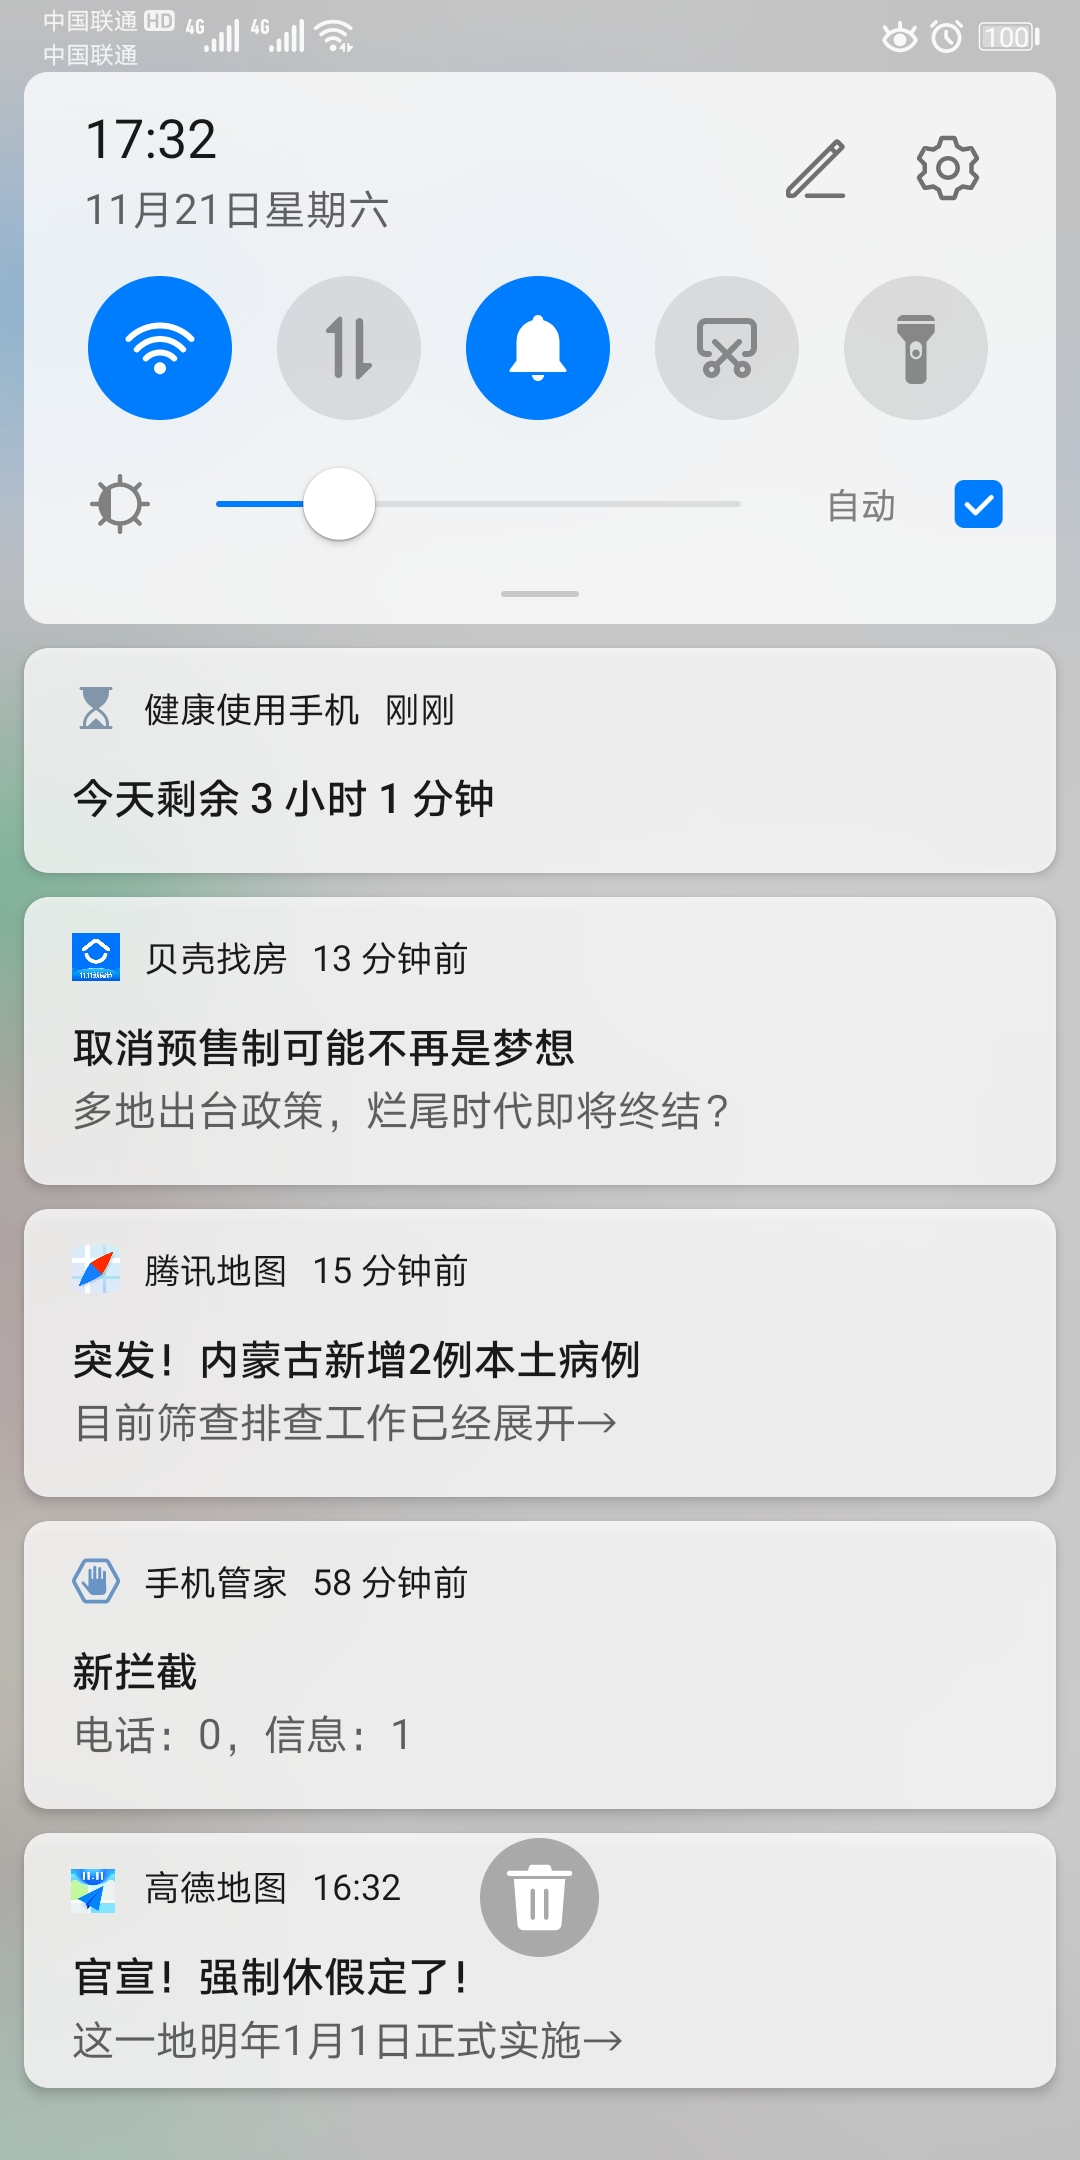 中国联通 HD 4G 4G 100
中国联通
17:32
11月21日星期六
自动
健康使用手机 刚刚
今天剩余 3 小时 1 分钟
贝壳找房 13 分钟前
取消预售制可能不再是梦想
多地出台政策，烂尾时代即将终结？
腾讯地图 15 分钟前
突发！内蒙古新增2例本土病例
目前筛查排查工作已经展开→
手机管家 58 分钟前
新拦截
电话：0，信息：1
11.11
高德地图 16:32
官宣！强制休假定了！
这一地明年1月1日正式实施→